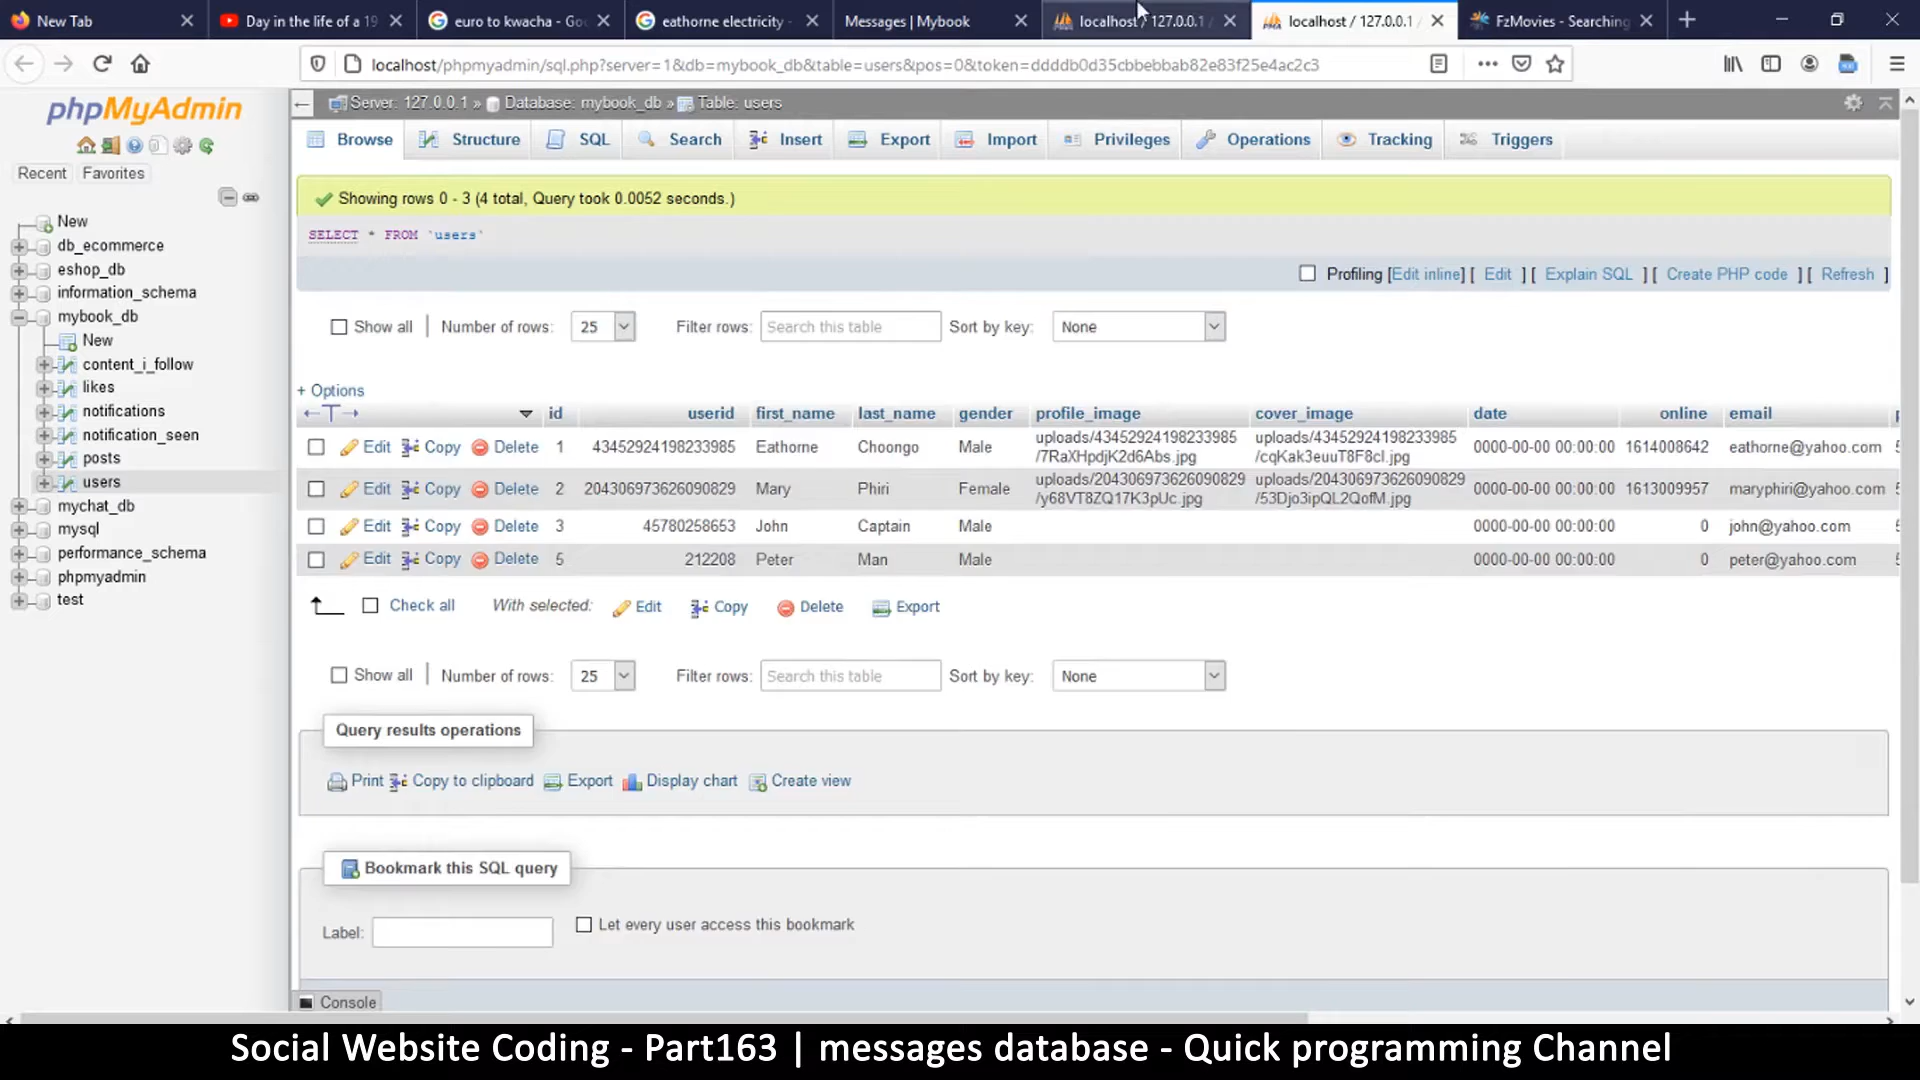 New Tab
Day in the life of a 19
euro to kwacha - Goo
eathorne electricity -
Messages | Mybook
localhost / 127.0.0.1 /
localhost / 127.0.0.1 /
FzMovies - Searching
localhost/phpmyadmin/sql.php?server=1&db=mybook_db&table=users&pos=0&token=ddddb0d35cbbebbab82e83f25e4ac2c3
phpMyAdmin
Recent
Favorites
New
db_ecommerce
eshop_db
information_schema
mybook_db
New
content_i_follow
likes
notifications
notification_seen
posts
users
mychat_db
mysql
performance_schema
phpmyadmin
test
Server: 127.0.0.1 » Database: mybook_db » Table: users
Browse Structure SQL Search Insert Export Import Privileges Operations Tracking Triggers
Showing rows 0 - 3 (4 total, Query took 0.0052 seconds.)
SELECT * FROM `users`
Profiling [Edit inline] [ Edit ] [ Explain SQL ] [ Create PHP code ] [ Refresh ]
Show all | Number of rows: 25 Filter rows: Search this table Sort by key: None
+ Options
←T→ id userid first_name last_name gender profile_image cover_image date online email
Edit Copy Delete 1 43452924198233985 Eathorne Choongo Male uploads/43452924198233985/7RaXHpdjK2d6Abs.jpg uploads/43452924198233985/cqKak3euuT8F8cl.jpg 0000-00-00 00:00:00 1614008642 eathorne@yahoo.com
Edit Copy Delete 2 204306973626090829 Mary Phiri Female uploads/204306973626090829/y68VT8ZQ17K3pUc.jpg uploads/204306973626090829/53Djo3ipQL2QofM.jpg 0000-00-00 00:00:00 1613009957 maryphiri@yahoo.com
Edit Copy Delete 3 45780258653 John Captain Male 0000-00-00 00:00:00 0 john@yahoo.com
Edit Copy Delete 5 212208 Peter Man Male 0000-00-00 00:00:00 0 peter@yahoo.com
Check all With selected: Edit Copy Delete Export
Show all | Number of rows: 25 Filter rows: Search this table Sort by key: None
Query results operations
Print Copy to clipboard Export Display chart Create view
Bookmark this SQL query
Label: Let every user access this bookmark
Console
Social Website Coding - Part163 | messages database - Quick programming Channel